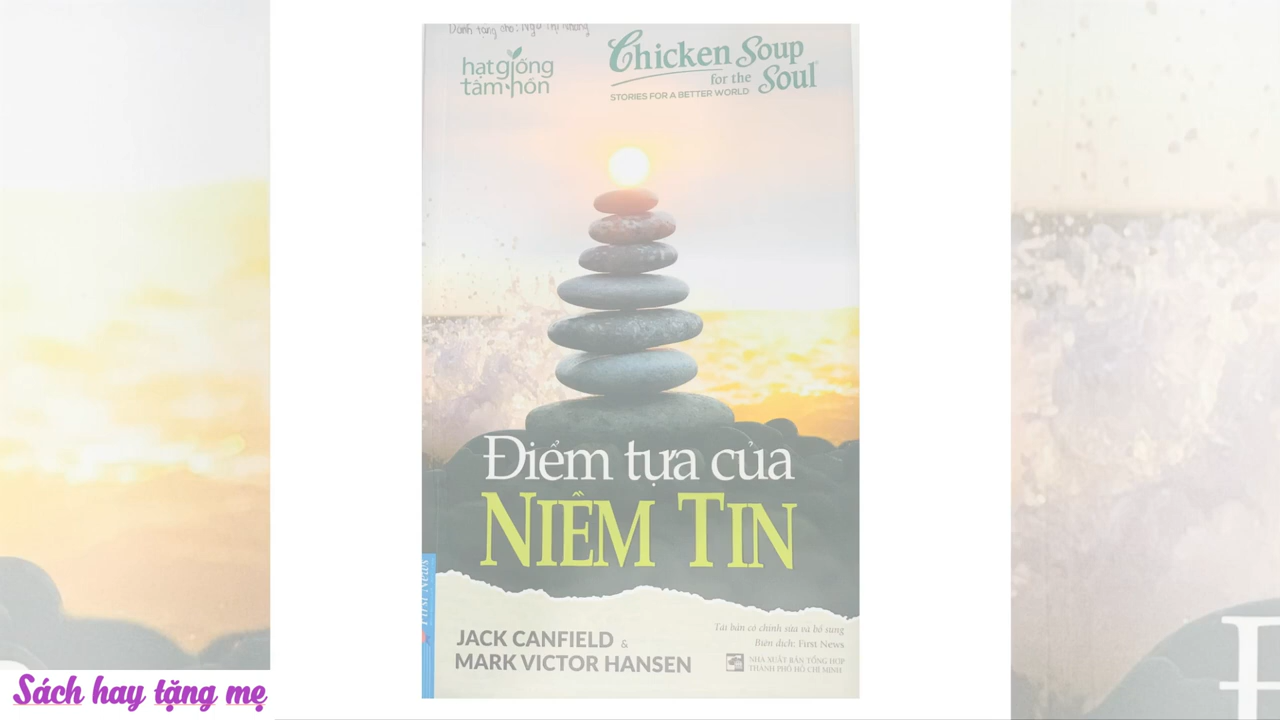 Dành tặng cho: Ngô Thị Nhung
hạt giống
tâm hồn
Chicken Soup
for the
Soul
STORIES FOR A BETTER WORLD
Điểm tựa của
NIỀM TIN
FIRST NEWS
JACK CANFIELD &
MARK VICTOR HANSEN
Tái bản có chỉnh sửa và bổ sung
Biên dịch: First News
NHÀ XUẤT BẢN TỔNG HỢP
THÀNH PHỐ HỒ CHÍ MINH
Sách hay tặng mẹ